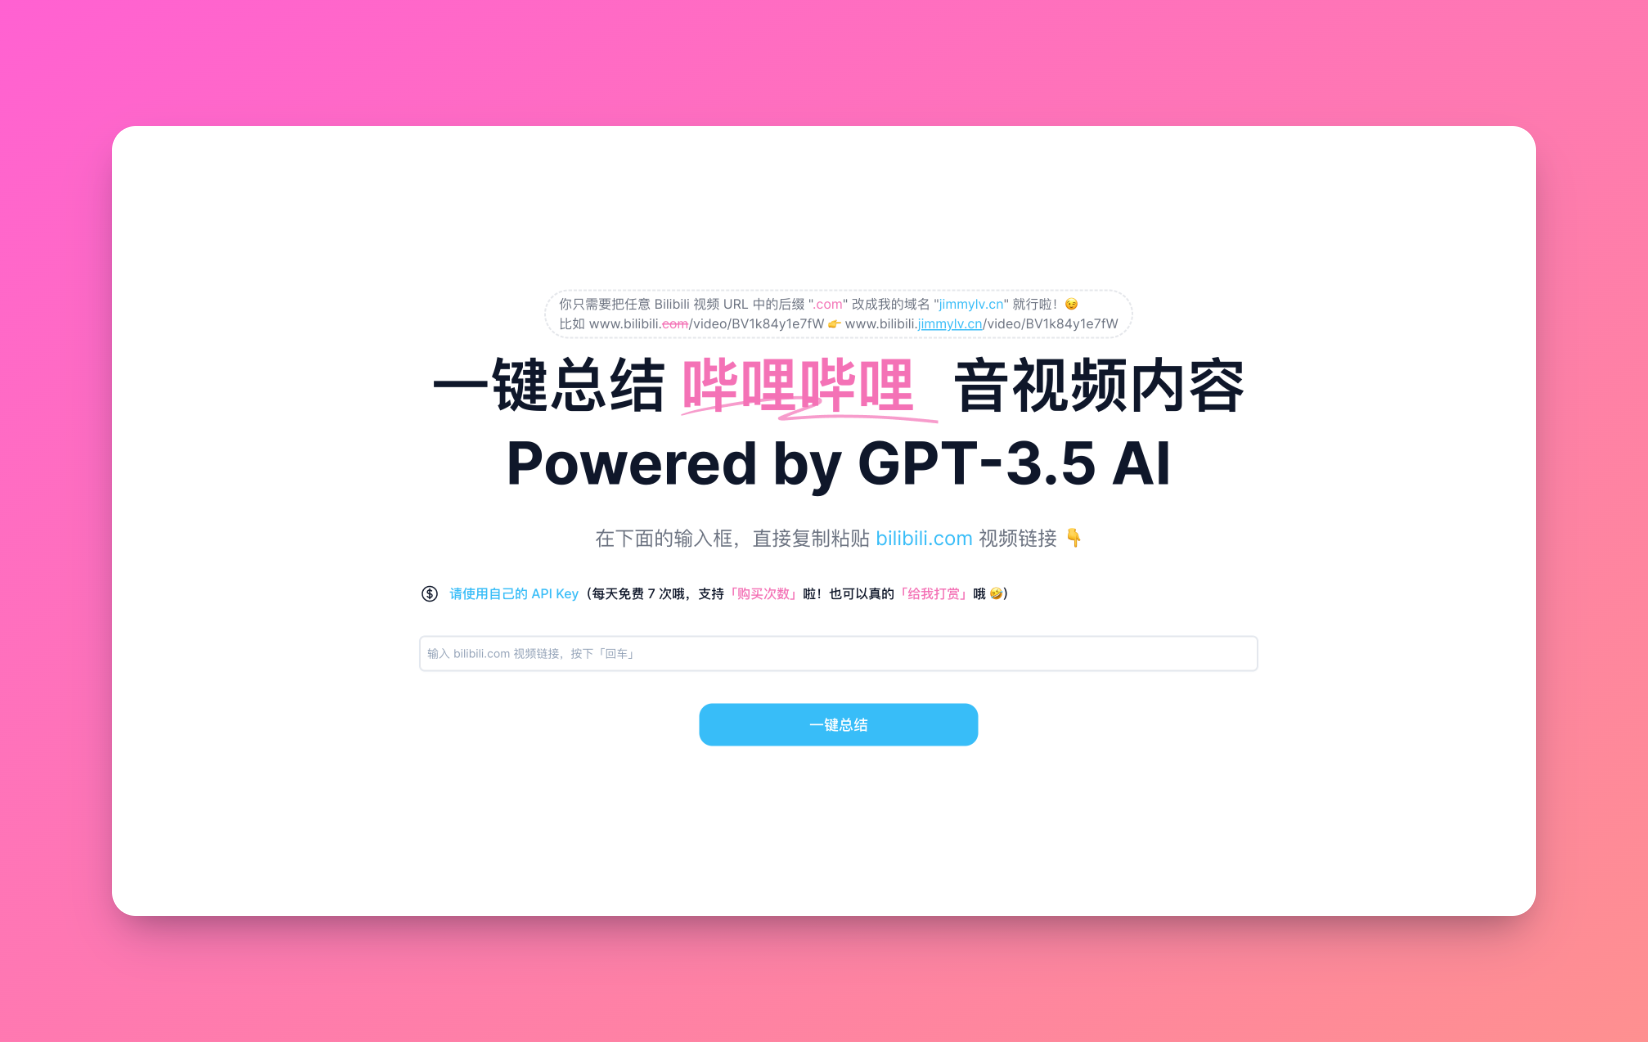 你只需要把任意 Bilibili 视频 URL 中的后缀 ".com" 改成我的域名 "jimmylv.cn" 就行啦！😉
比如 www.bilibili.com/video/BV1k84y1e7fW 👉 www.bilibili.jimmylv.cn/video/BV1k84y1e7fW
一键总结 哔哩哔哩 音视频内容
Powered by GPT-3.5 AI
在下面的输入框，直接复制粘贴 bilibili.com 视频链接 👇
请使用自己的 API Key（每天免费 7 次哦，支持「购买次数」啦！也可以真的「给我打赏」哦 🤣）
输入 bilibili.com 视频链接，按下「回车」
一键总结